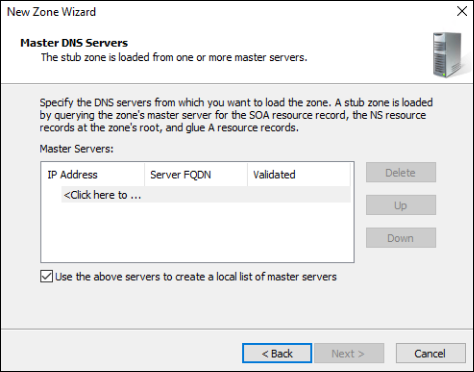 New Zone Wizard
Master DNS Servers
The stub zone is loaded from one or more master servers.
Specify the DNS servers from which you want to load the zone. A stub zone is loaded
by querying the zone's master server for the SOA resource record, the NS resource
records at the zone's root, and glue A resource records.
Master Servers:
IP Address Server FQDN Validated
<Click here to ...
Delete
Up
Down
Use the above servers to create a local list of master servers
< Back Next > Cancel